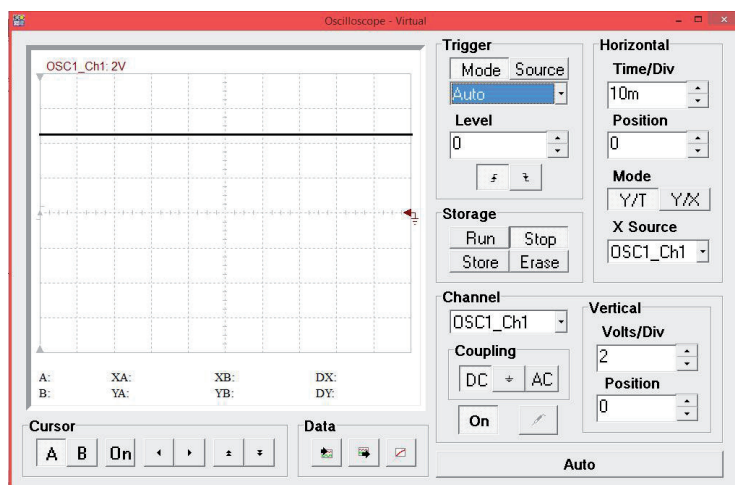 Oscilloscope - Virtual
OSC1_Ch1: 2V
A: XA: XB: DX:
B: YA: YB: DY:
Cursor
A B On
Data
Trigger
Mode Source
Auto
Level
0
Storage
Run Stop
Store Erase
Horizontal
Time/Div
10m
Position
0
Mode
Y/T Y/X
X Source
OSC1_Ch1
Channel
OSC1_Ch1
Coupling
DC AC
On
Vertical
Volts/Div
2
Position
0
Auto